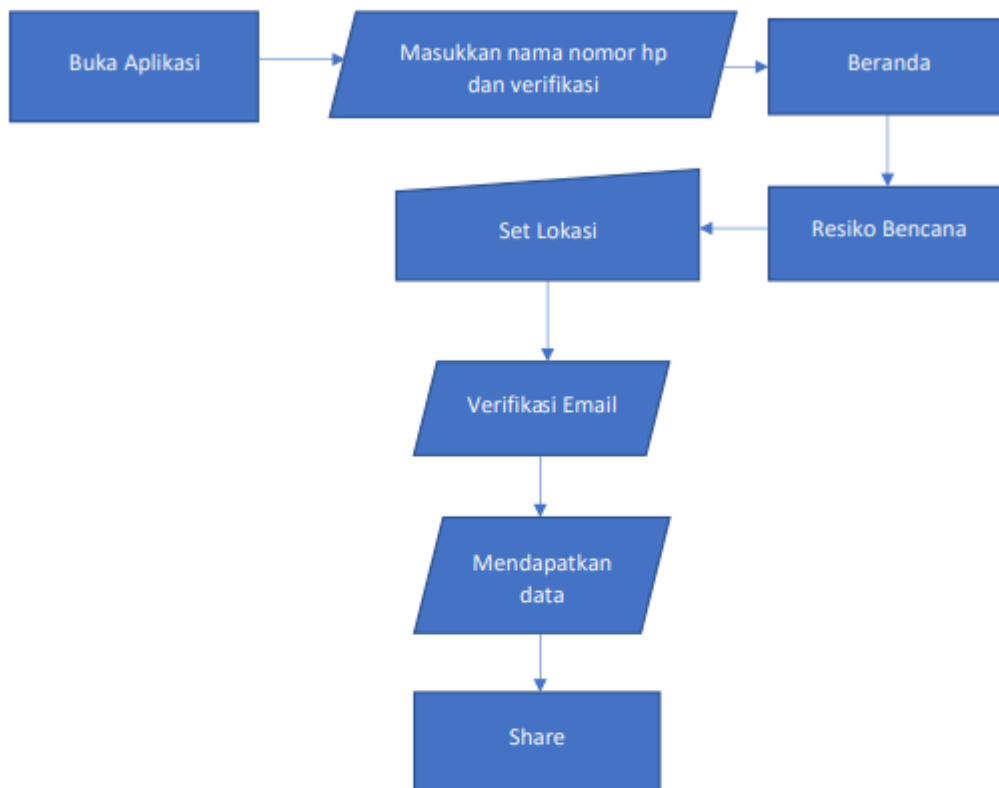 Buka Aplikasi
Masukkan nama nomor hp
dan verifikasi
Beranda
Resiko Bencana
Set Lokasi
Verifikasi Email
Mendapatkan
data
Share